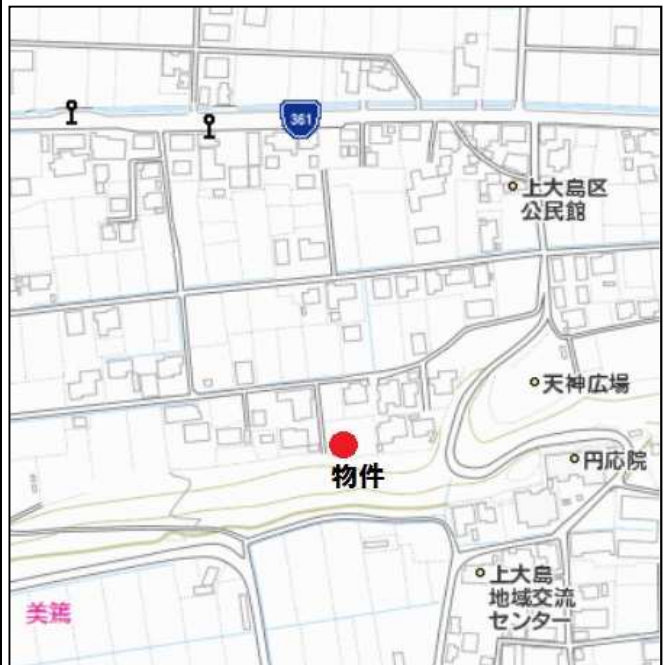 361
上大島区
公民館
天神広場
円応院
物件
上大島
地域交流
センター
美篶